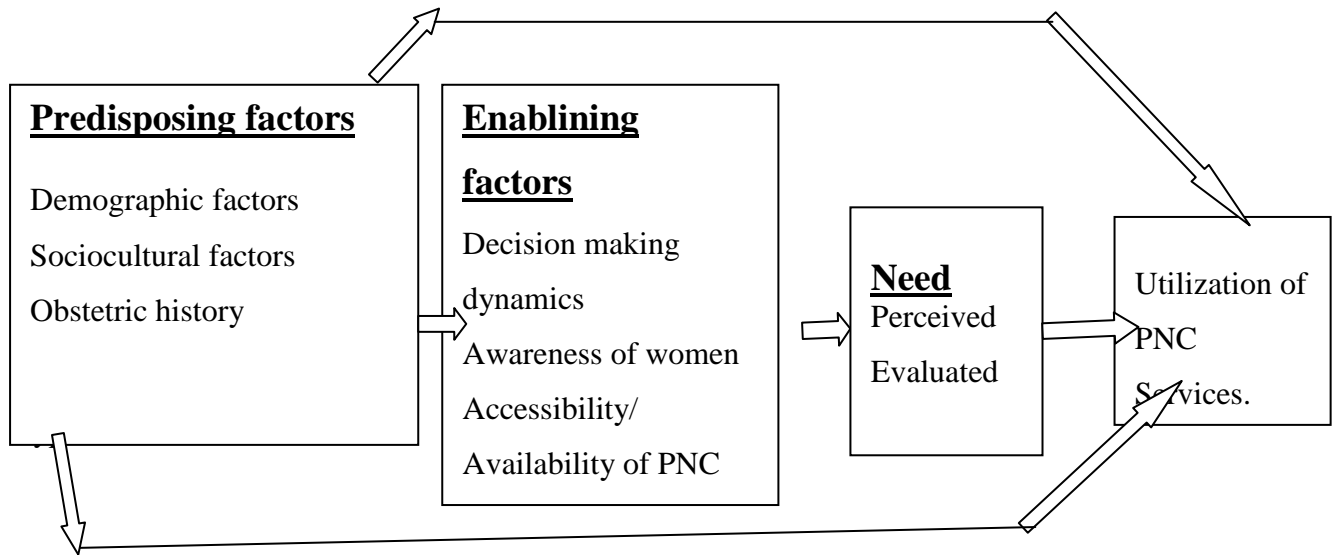 Predisposing factors
Demographic factors
Sociocultural factors
Obstetric history
Enablining
factors
Decision making
dynamics
Awareness of women
Accessibility/
Availability of PNC
Need
Perceived
Evaluated
Utilization of
PNC
Services.